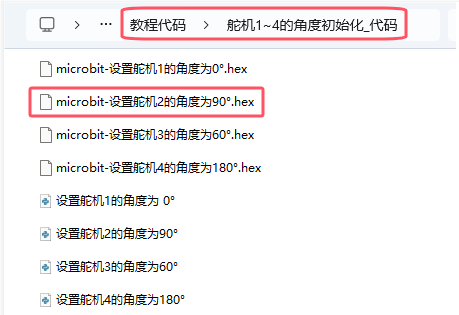 ··· 教程代码 > 舵机1~4的角度初始化_代码
microbit-设置舵机1的角度为0°.hex
microbit-设置舵机2的角度为90°.hex
microbit-设置舵机3的角度为60°.hex
microbit-设置舵机4的角度为180°.hex
设置舵机1的角度为 0°
设置舵机2的角度为90°
设置舵机3的角度为60°
设置舵机4的角度为180°